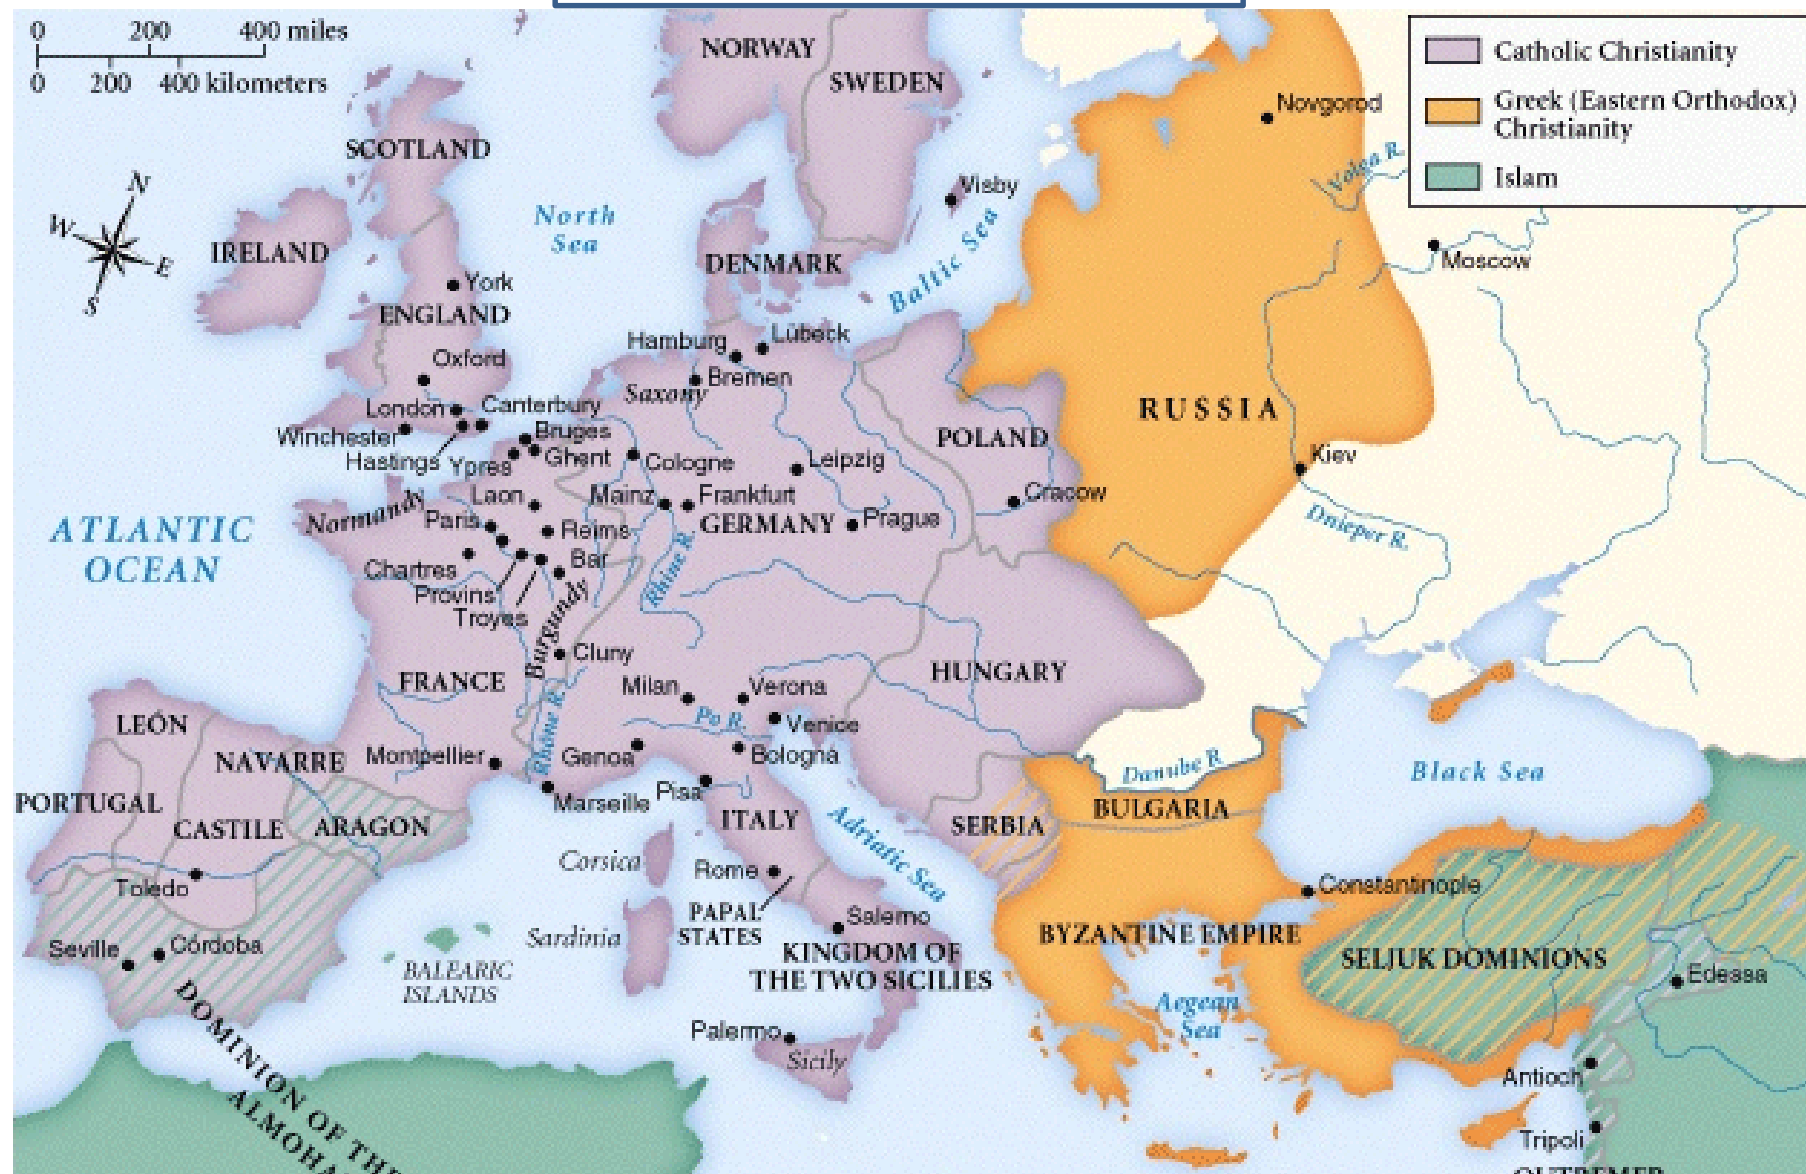 0 200 400 miles
0 200 400 kilometers
Catholic Christianity
Greek (Eastern Orthodox)
Christianity
Islam
N
W
E
S
NORWAY
SWEDEN
Novgorod
SCOTLAND
Volga R.
Visby
North
Sea
IRELAND
DENMARK
Baltic Sea
Moscow
York
ENGLAND
Hamburg
Lübeck
Oxford
Bremen
Saxony
London
Canterbury
RUSSIA
Winchester
Bruges
POLAND
Hastings
Ypres
Ghent
Cologne
Leipzig
Kiev
Laon
Mainz
Frankfurt
Cracow
Normandy
Paris
Reims
GERMANY
Prague
Dnieper R.
ATLANTIC
OCEAN
Chartres
Bar
Rhine R.
Provins
Troyes
Burgundy
Cluny
FRANCE
HUNGARY
Milan
Verona
LEÓN
Po R.
Venice
NAVARRE
Montpellier
Rhône R.
Genoa
Bologna
Danube R.
Black Sea
PORTUGAL
Marseille
Pisa
CASTILE
ARAGON
ITALY
Adriatic Sea
SERBIA
BULGARIA
Corsica
Rome
Toledo
Constantinople
PAPAL
STATES
Salerno
Seville
Córdoba
Sardinia
BYZANTINE EMPIRE
KINGDOM OF
THE TWO SICILIES
SELJUK DOMINIONS
BALEARIC
ISLANDS
Edessa
Aegean
Sea
DOMINION OF THE
ALMOHA
Palermo
Sicily
Antioch
Tripoli
OUTREMER